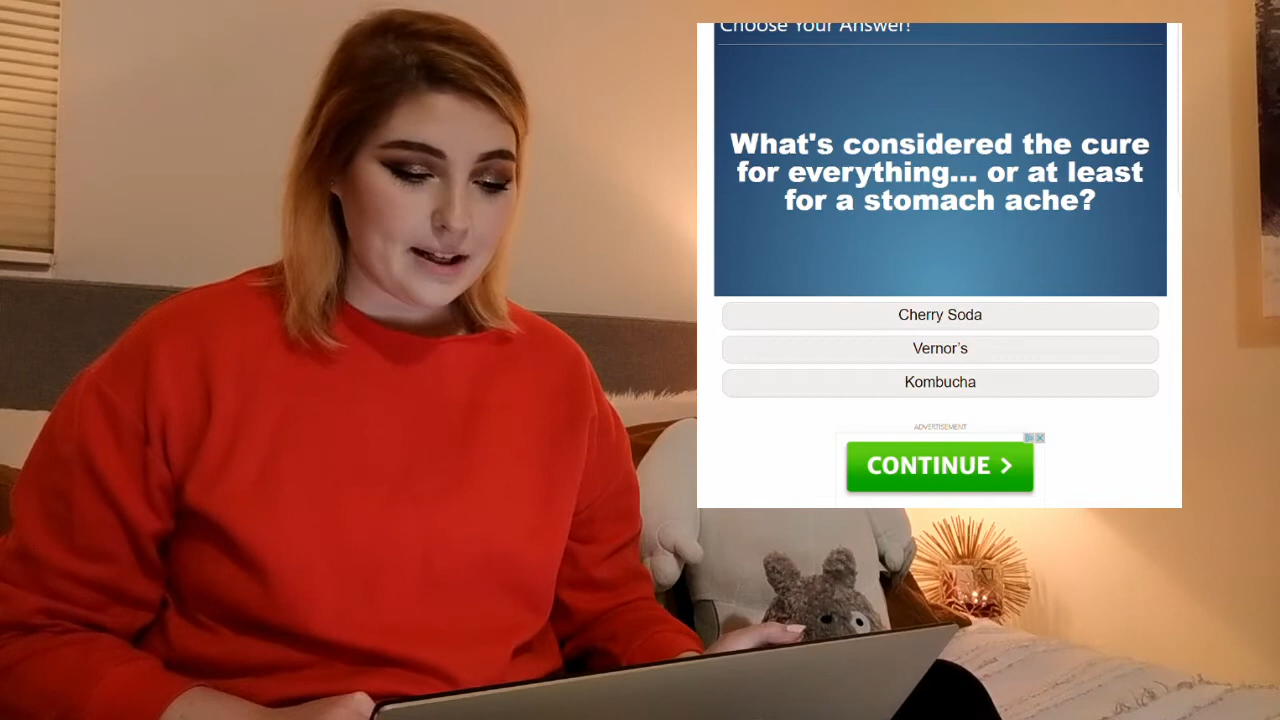 Choose Your Answer!
What's considered the cure
for everything... or at least
for a stomach ache?
Cherry Soda
Vernor's
Kombucha
ADVERTISEMENT
CONTINUE >